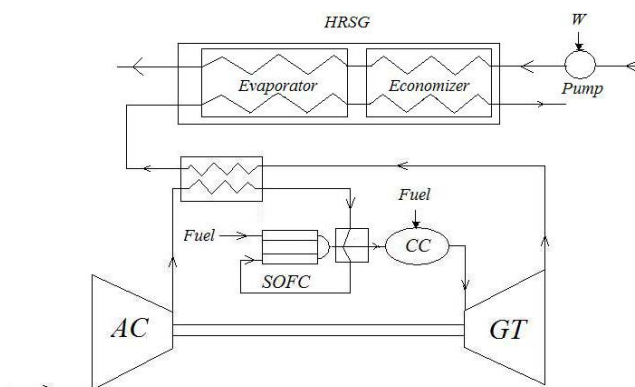 HRSG
W
Evaporator
Economizer
Pump
Fuel
Fuel
CC
SOFC
AC
GT